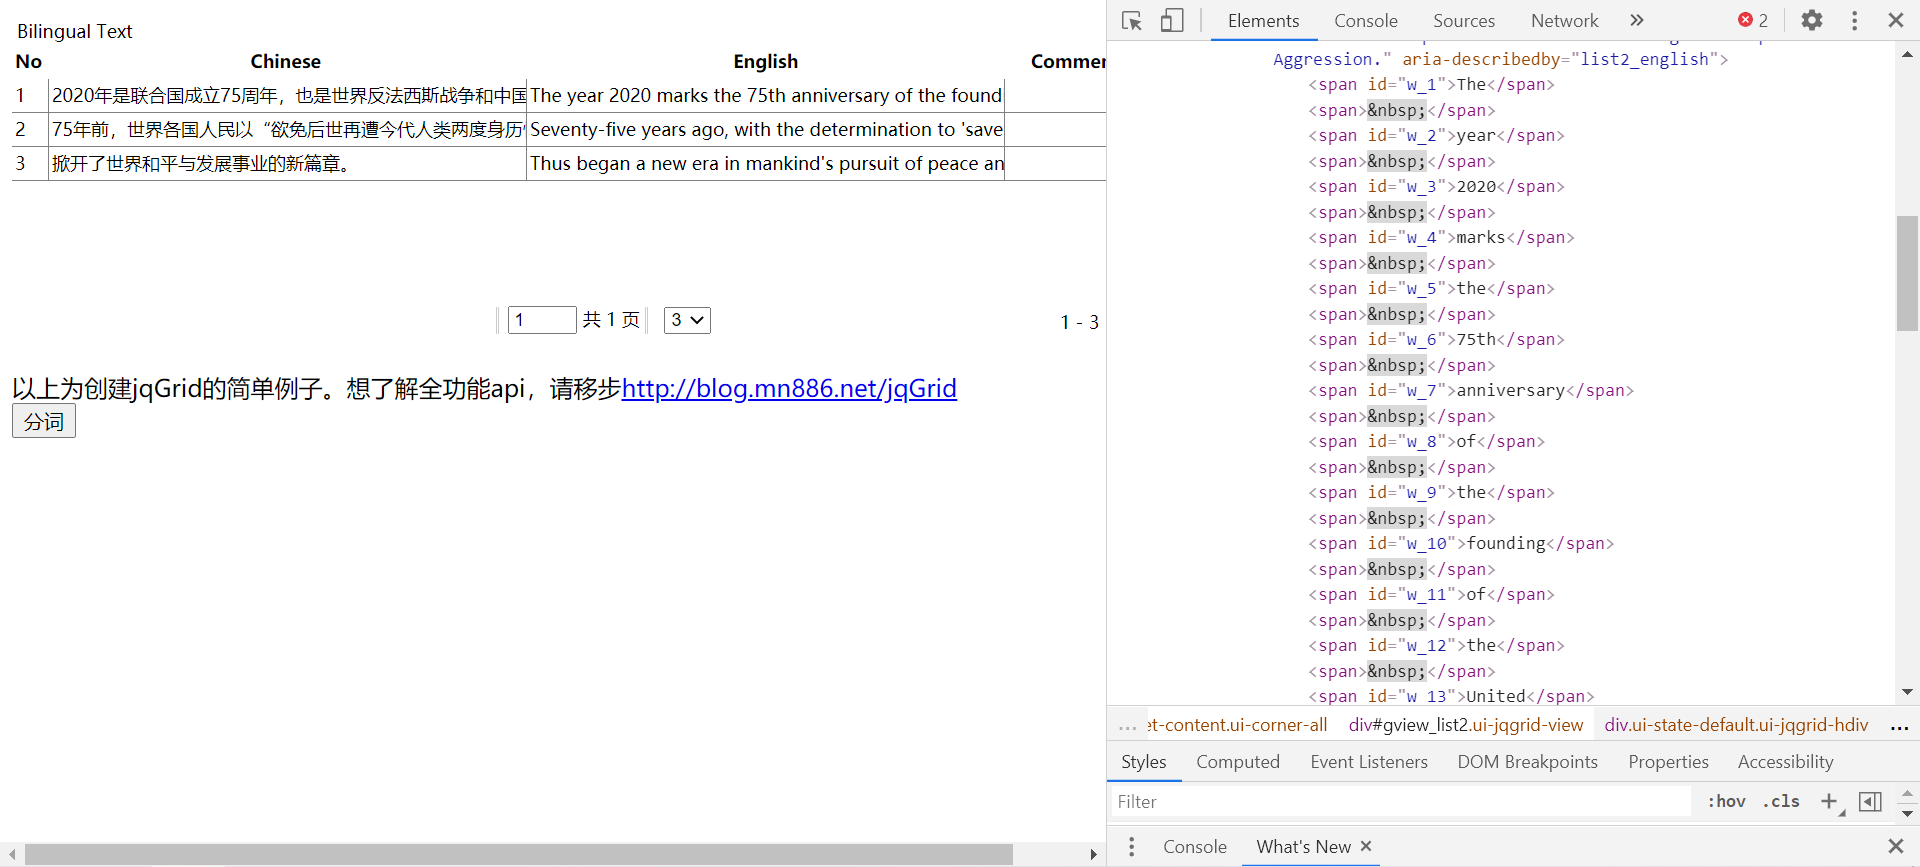 Bilingual Text
No Chinese English Commer
1 2020年是联合国成立75周年，也是世界反法西斯战争和中国 The year 2020 marks the 75th anniversary of the found
2 75年前，世界各国人民以“欲免后世再遭今代人类两度身历 Seventy-five years ago, with the determination to 'save
3 掀开了世界和平与发展事业的新篇章。 Thus began a new era in mankind's pursuit of peace an
1 共 1 页 3 1 - 3
以上为创建jqGrid的简单例子。想了解全功能api，请移步http://blog.mn886.net/jqGrid
分词
Elements Console Sources Network » 2
Aggression." aria-describedby="list2_english">
<span id="w_1">The</span>
<span>&nbsp;</span>
<span id="w_2">year</span>
<span>&nbsp;</span>
<span id="w_3">2020</span>
<span>&nbsp;</span>
<span id="w_4">marks</span>
<span>&nbsp;</span>
<span id="w_5">the</span>
<span>&nbsp;</span>
<span id="w_6">75th</span>
<span>&nbsp;</span>
<span id="w_7">anniversary</span>
<span>&nbsp;</span>
<span id="w_8">of</span>
<span>&nbsp;</span>
<span id="w_9">the</span>
<span>&nbsp;</span>
<span id="w_10">founding</span>
<span>&nbsp;</span>
<span id="w_11">of</span>
<span>&nbsp;</span>
<span id="w_12">the</span>
<span>&nbsp;</span>
<span id="w_13">United</span>
... et-content.ui-corner-all div#gview_list2.ui-jqgrid-view div.ui-state-default.ui-jqgrid-hdiv ...
Styles Computed Event Listeners DOM Breakpoints Properties Accessibility
Filter :hov .cls +
Console What's New ×